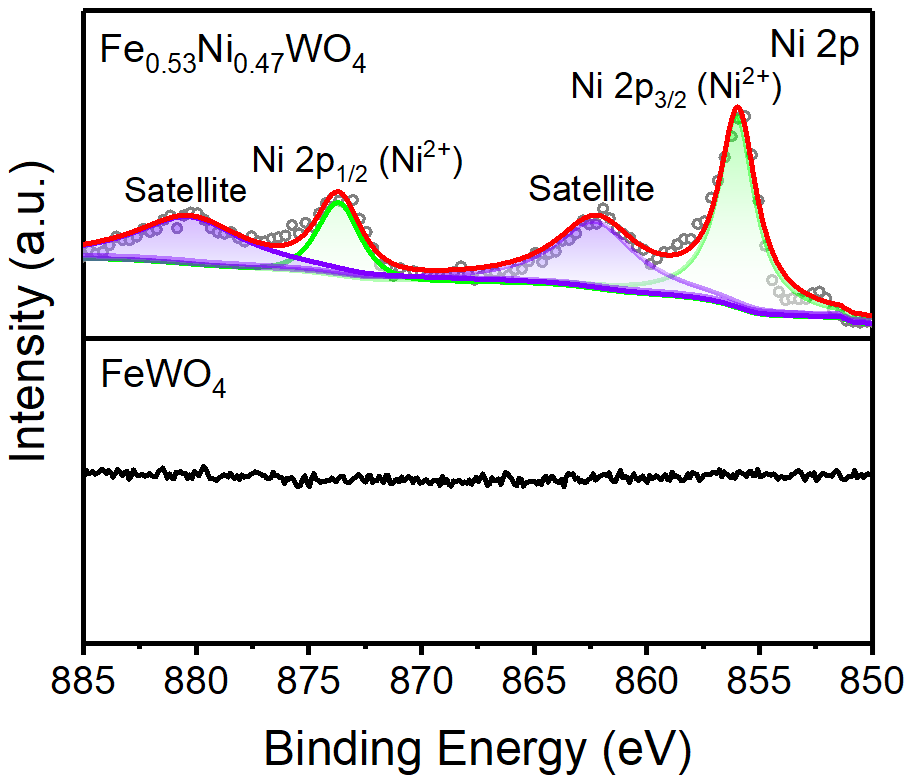 Fe0.53Ni0.47WO4
Ni 2p
Ni 2p3/2 (Ni2+)
Ni 2p1/2 (Ni2+)
Satellite
Satellite
FeWO4
Intensity (a.u.)
885 880 875 870 865 860 855 850
Binding Energy (eV)